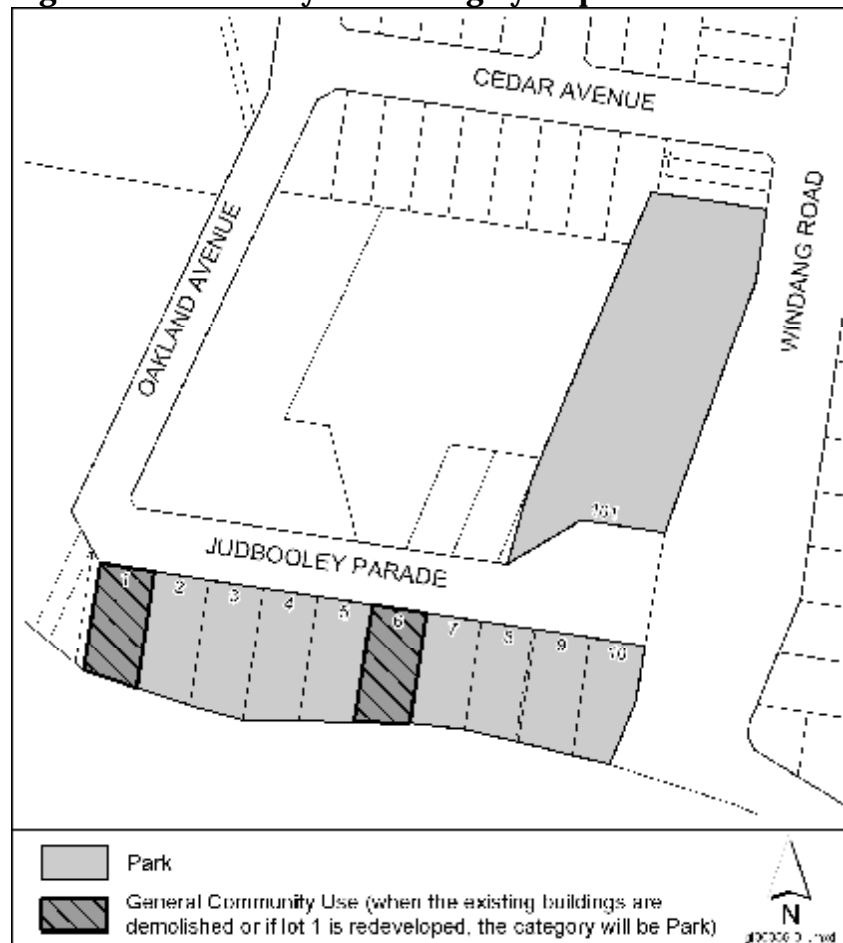 CEDAR AVENUE
OAKLAND AVENUE
WINDANG ROAD
101
JUDBOOLEY PARADE
1
2
3
4
5
6
7
8
9
10
Park
General Community Use (when the existing buildings are
demolished or if lot 1 is redeveloped, the category will be Park)
N